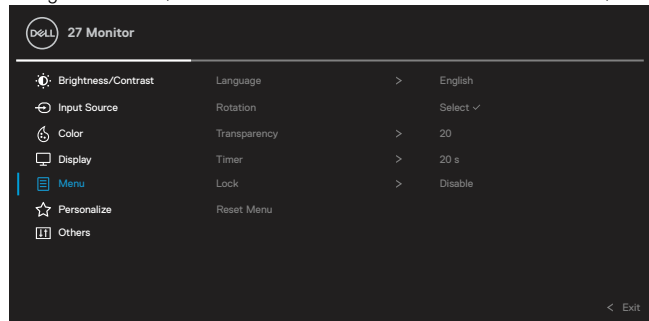 DELL 27 Monitor
Brightness/Contrast Language > English
Input Source Rotation Select ✓
Color Transparency > 20
Display Timer > 20 s
Menu Lock > Disable
Personalize Reset Menu
Others
< Exit